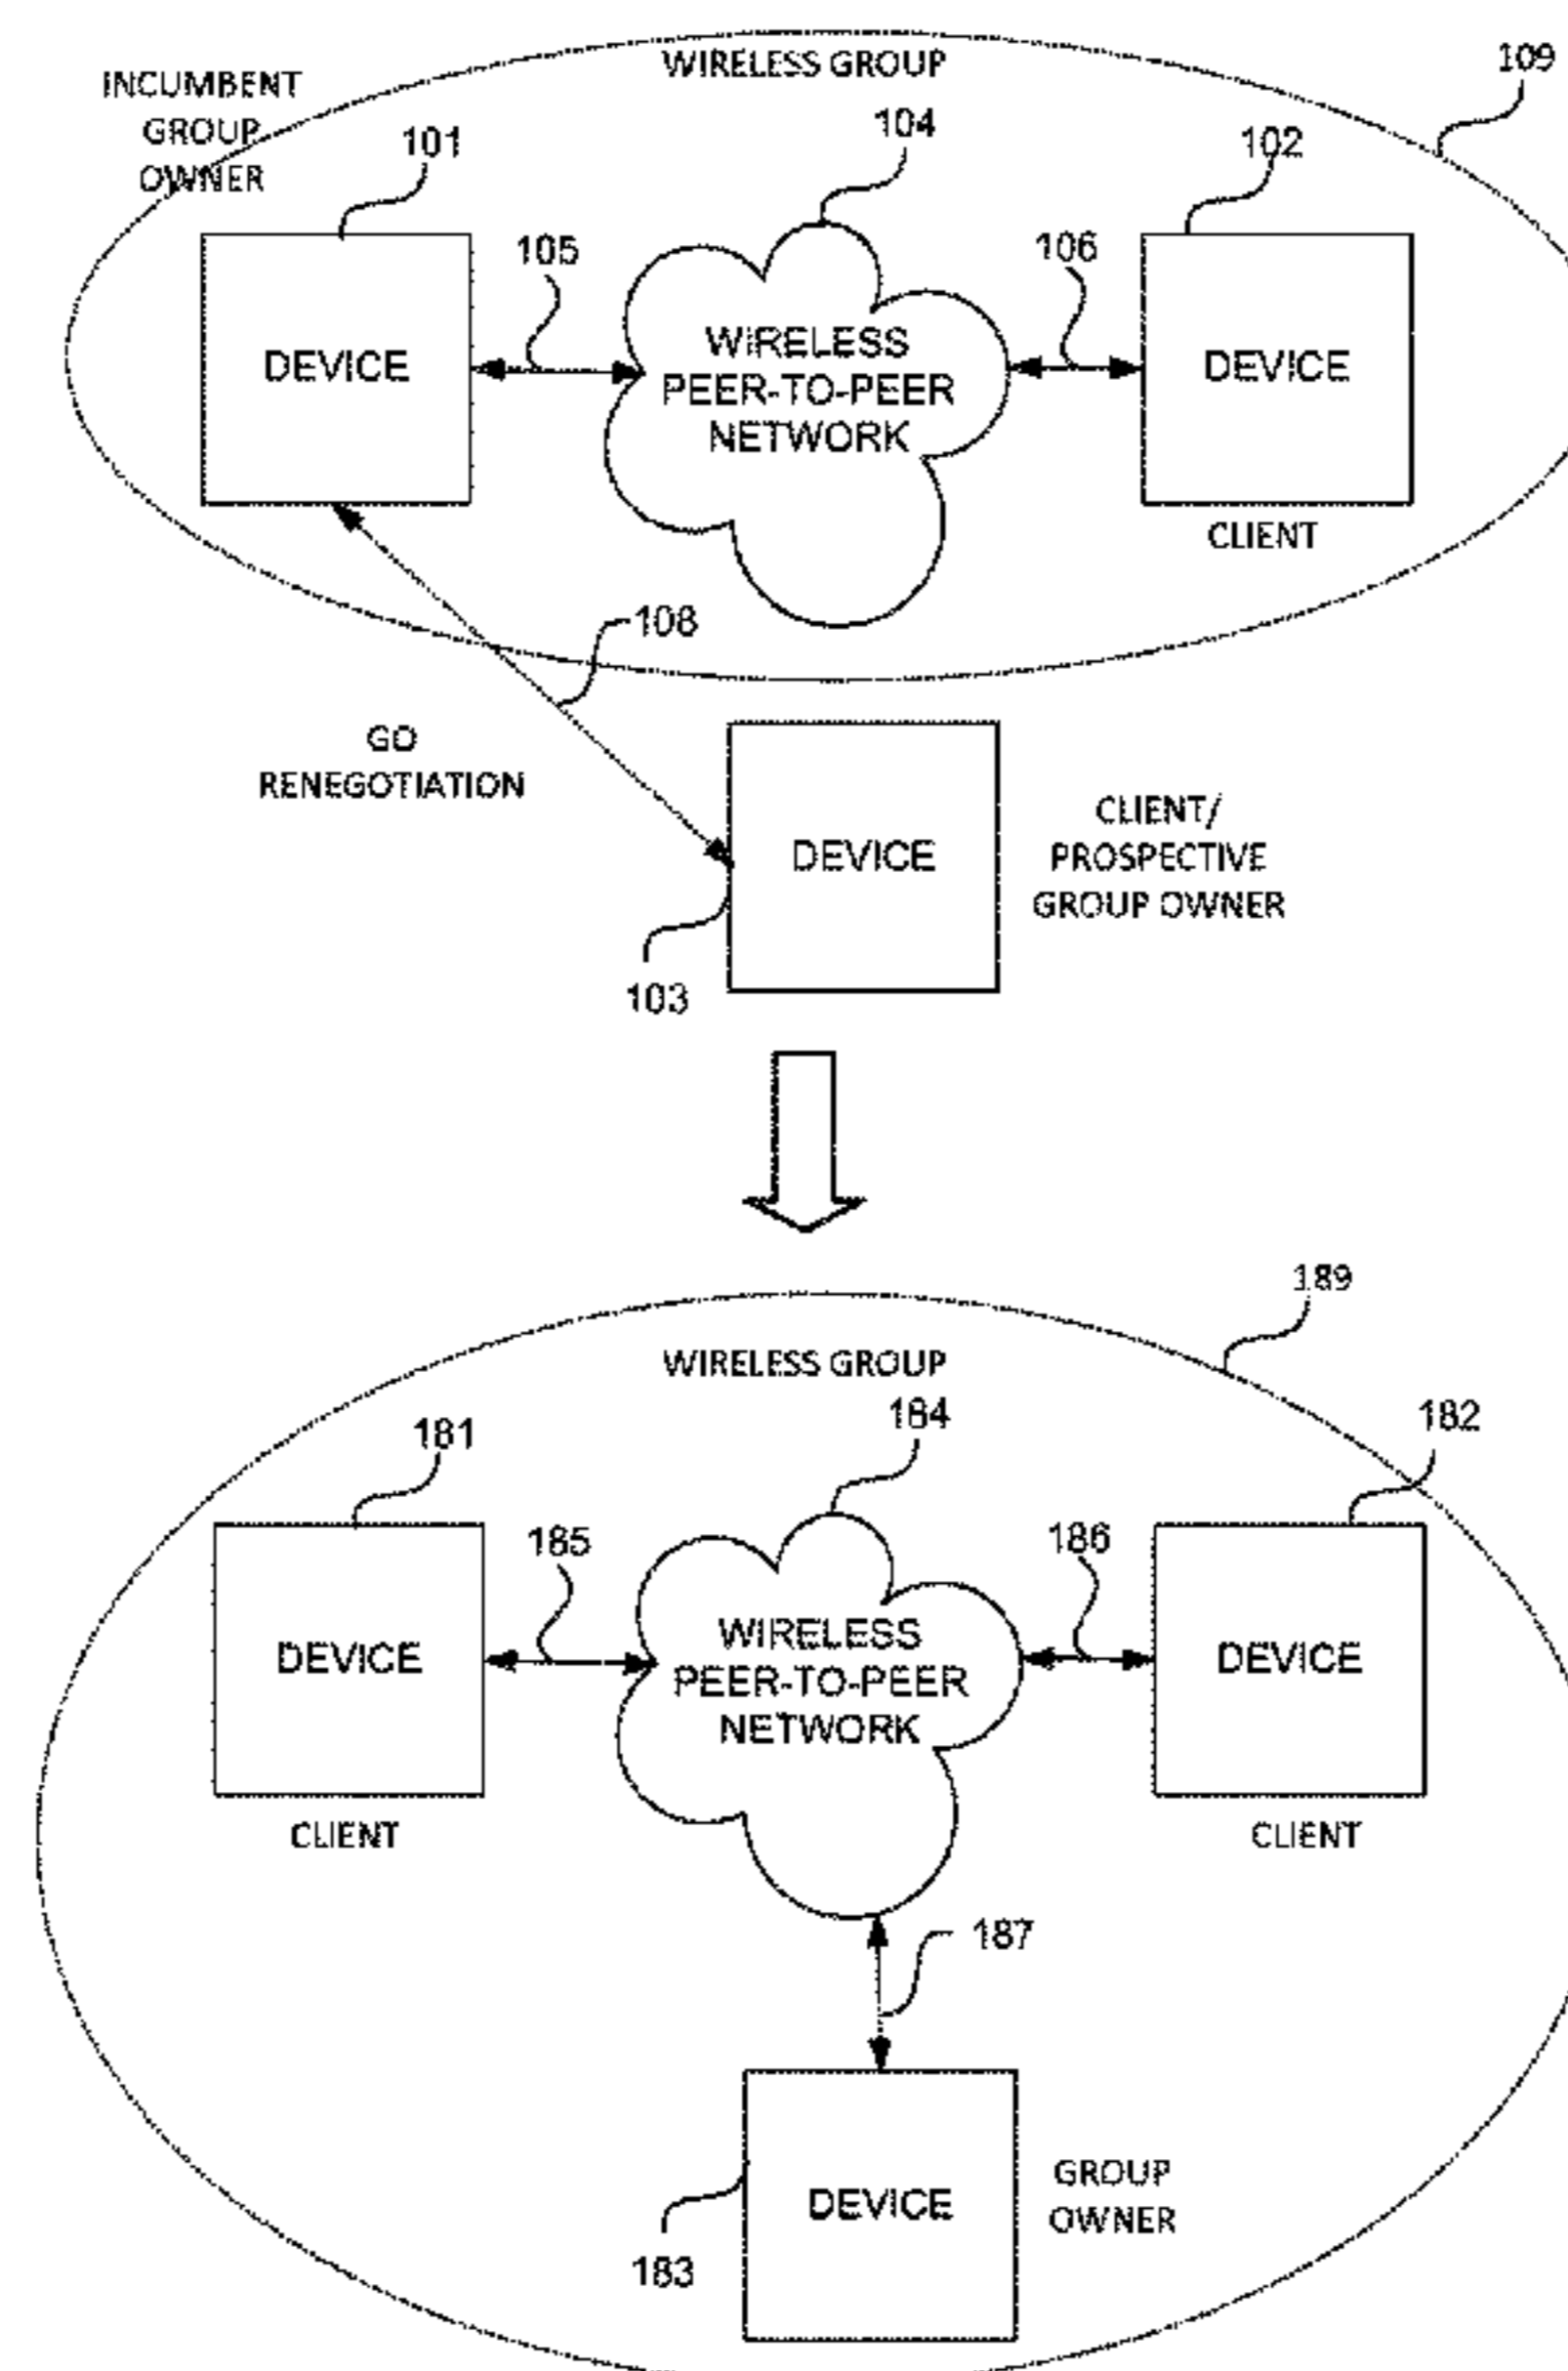 WIRELESS GROUP
109
INCUMBENT
GROUP
OWNER
101
104
102
105
106
DEVICE
WIRELESS
PEER-TO-PEER
NETWORK
DEVICE
CLIENT
108
GO
RENEGOTIATION
DEVICE
CLIENT/
PROSPECTIVE
GROUP OWNER
103
189
WIRELESS GROUP
181
184
182
185
186
DEVICE
WIRELESS
PEER-TO-PEER
NETWORK
DEVICE
CLIENT
CLIENT
187
DEVICE
GROUP
OWNER
183